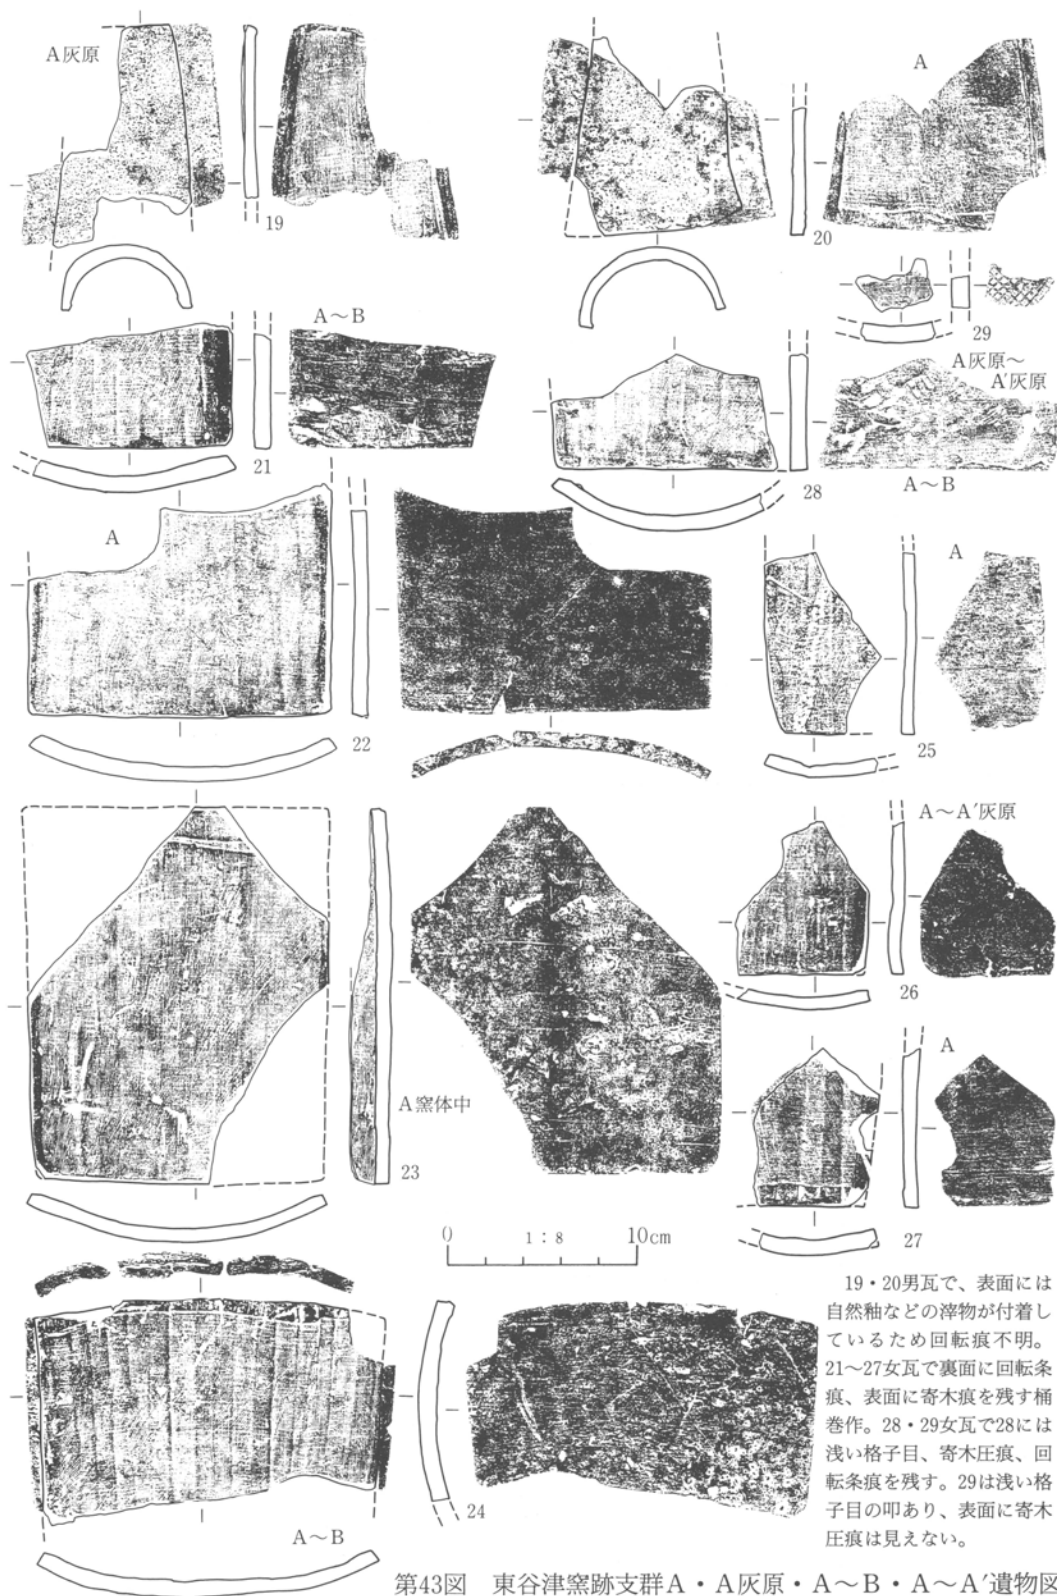 A灰原
19
A
20
29
A~B
21
A灰原~
A′灰原
28
A~B
A
22
A
25
A~A′灰原
26
A窯体中
23
A
27
0 1:8 10cm
19・20男瓦で、表面には
自然釉などの滓物が付着し
ているため回転痕不明。
21~27女瓦で裏面に回転条
痕、表面に寄木痕を残す桶
巻作。28・29女瓦で28には
浅い格子目、寄木圧痕、回
転条痕を残す。29は浅い格
子目の叩あり、表面に寄木
圧痕は見えない。
24
A~B
第43図 東谷津窯跡支群A・A灰原・A~B・A~A′遺物図